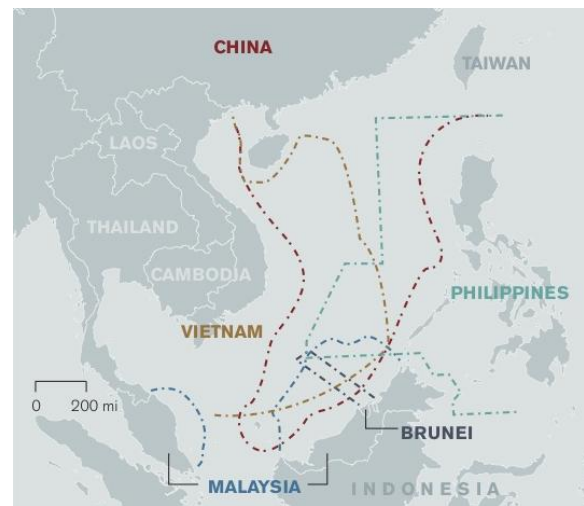 CHINA
TAIWAN
LAOS
THAILAND
CAMBODIA
PHILIPPINES
VIETNAM
0 200 mi
BRUNEI
MALAYSIA
INDONESIA